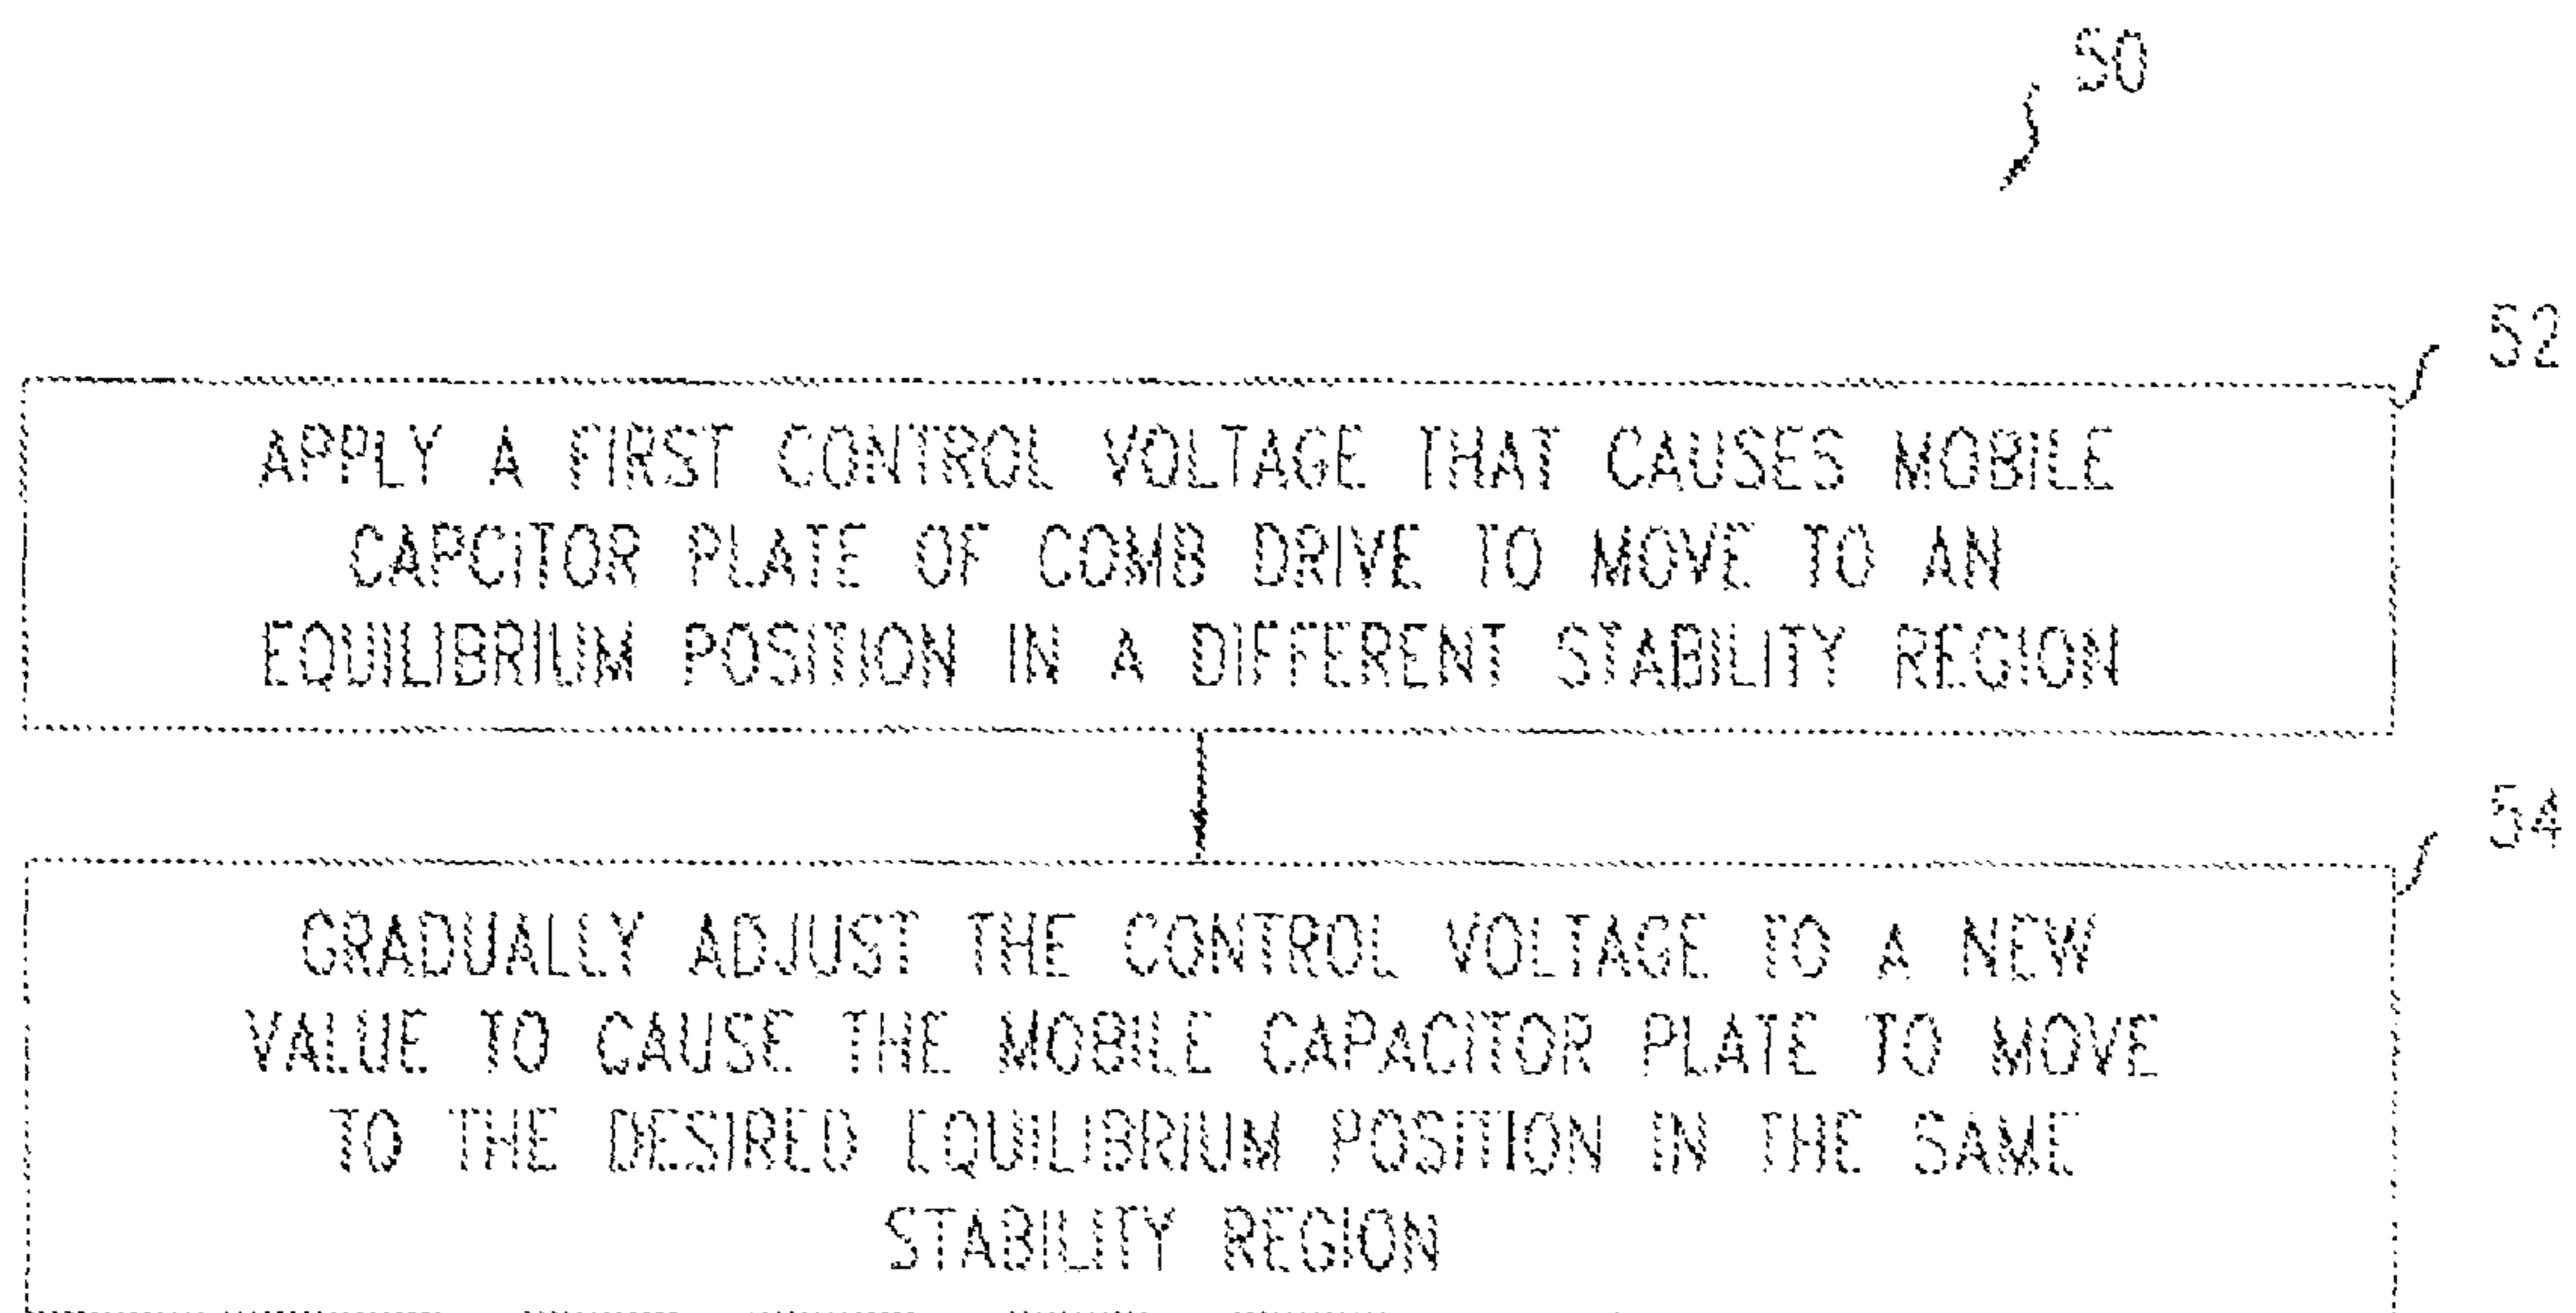 50
52
APPLY A FIRST CONTROL VOLTAGE THAT CAUSES MOBILE
CAPCITOR PLATE OF COMB DRIVE TO MOVE TO AN
EQUILIBRIUM POSITION IN A DIFFERENT STABILITY REGION
54
GRADUALLY ADJUST THE CONTROL VOLTAGE TO A NEW
VALUE TO CAUSE THE MOBILE CAPACITOR PLATE TO MOVE
TO THE DESIRED EQUILIBRIUM POSITION IN THE SAME
STABILITY REGION